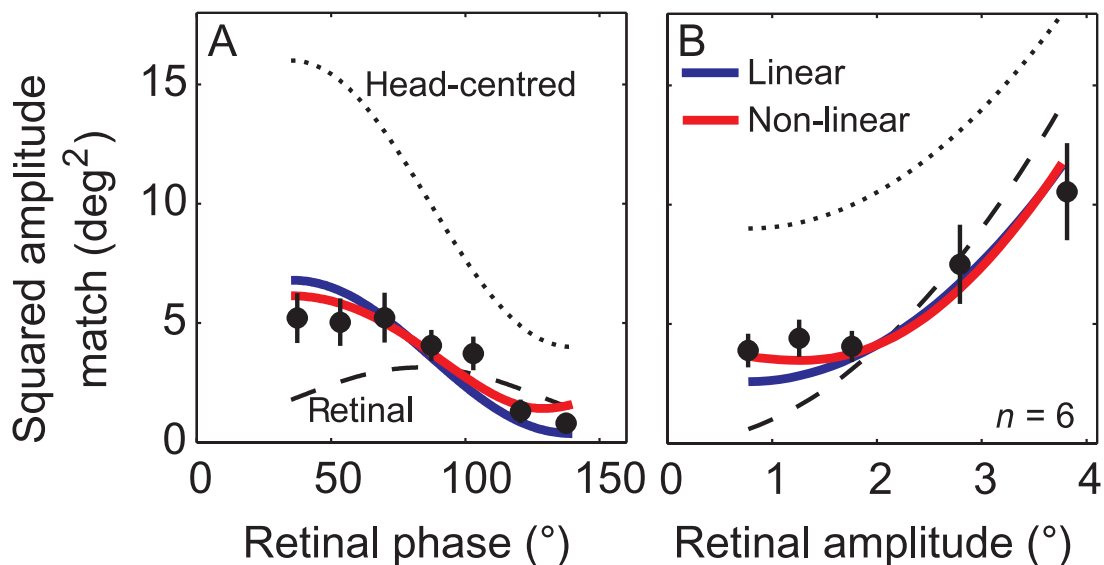 Squared amplitude
match (deg²)
A
15
10
5
0
Head-centred
Retinal
0
50
100
150
Retinal phase (°)
B
Linear
Non-linear
n = 6
0
1
2
3
4
Retinal amplitude (°)